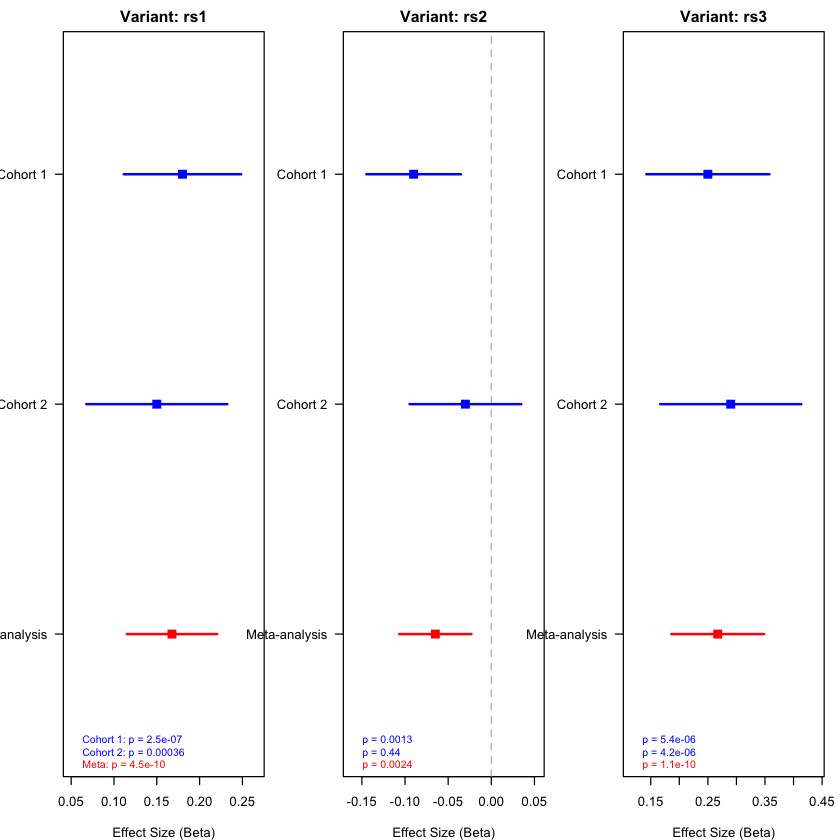 Variant: rs1
Cohort 1
Cohort 2
analysis
Cohort 1: p = 2.5e-07
Cohort 2: p = 0.00036
Meta: p = 4.5e-10
0.05 0.10 0.15 0.20 0.25
Effect Size (Beta)
Variant: rs2
Cohort 1
Cohort 2
Meta-analysis
p = 0.0013
p = 0.44
p = 0.0024
-0.15 -0.10 -0.05 0.00 0.05
Effect Size (Beta)
Variant: rs3
Cohort 1
Cohort 2
Meta-analysis
p = 5.4e-06
p = 4.2e-06
p = 1.1e-10
0.15 0.25 0.35 0.45
Effect Size (Beta)